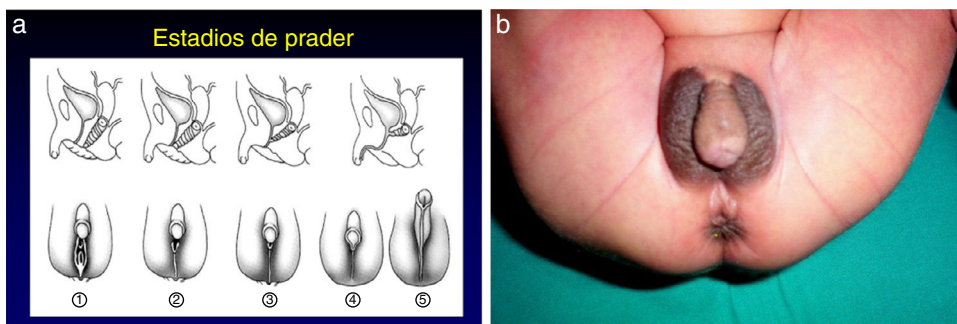 a
Estadios de prader
① ② ③ ④ ⑤
b